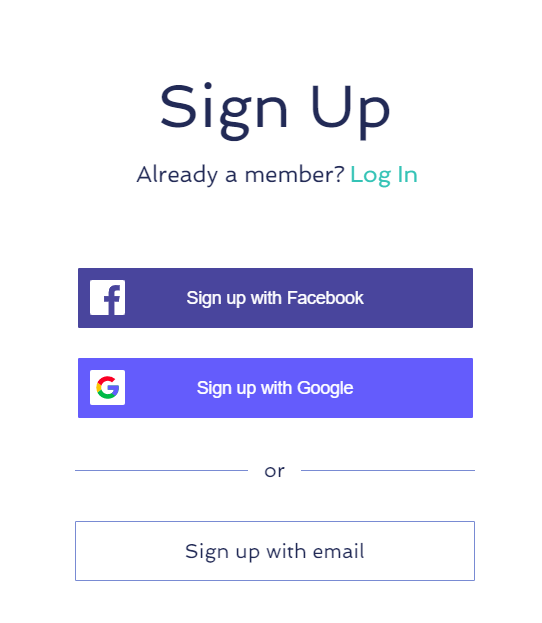 Sign Up
Already a member? Log In
Sign up with Facebook
Sign up with Google
or
Sign up with email